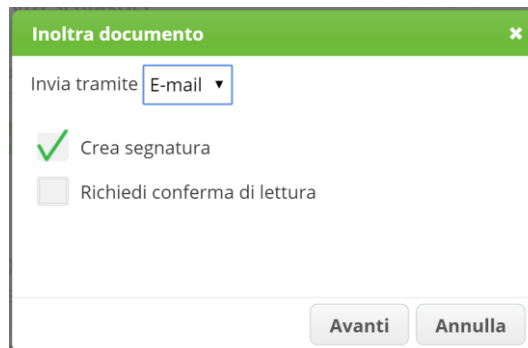 Inoltra documento
Invia tramite E-mail
Crea segnatura
Richiedi conferma di lettura
Avanti Annulla